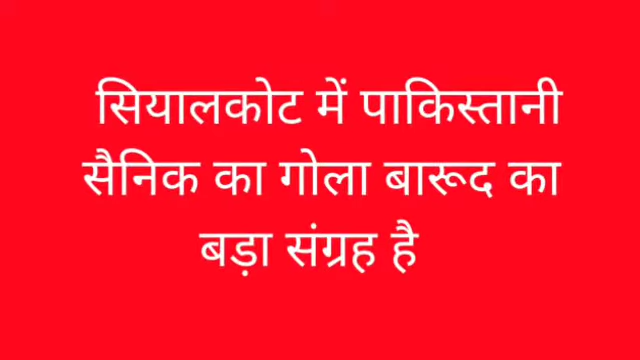 सियालकोट में पाकिस्तानी
सैनिक का गोला बारूद का
बड़ा संग्रह है